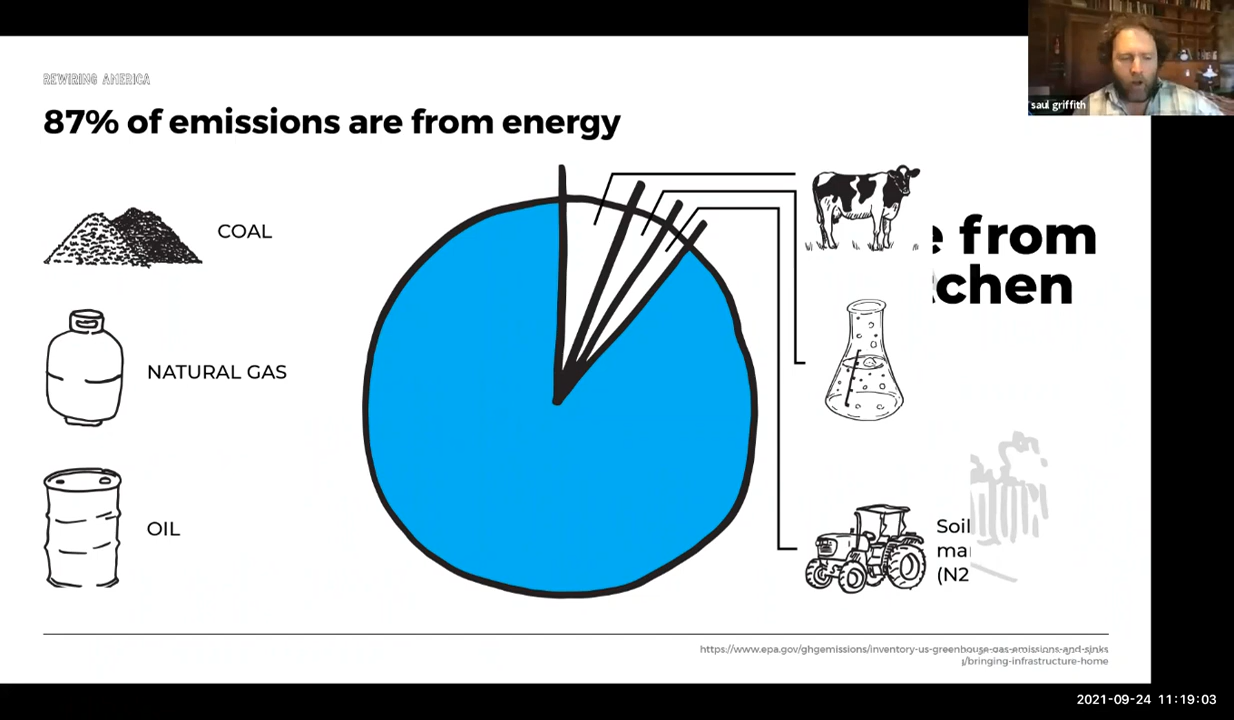 REWIRING AMERICA
87% of emissions are from energy
saul griffith
COAL
from
NATURAL GAS
OIL
Soil
(N2
https://www.epa.gov/ghgemissions/inventory-us-greenhouse-gas-emissions-and-sinks
/bringing-infrastructure-home
2021-09-24 11:19:03